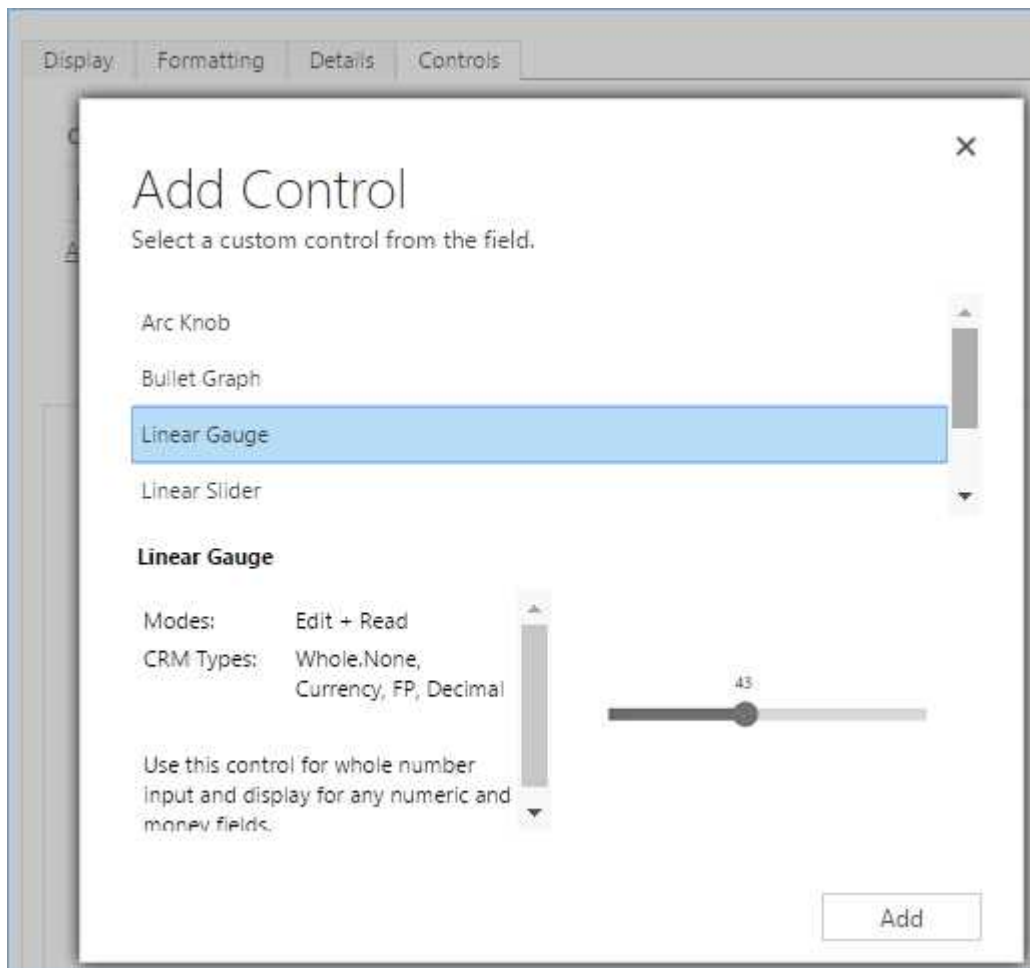 Display Formatting Details Controls
Add Control
Select a custom control from the field.
Arc Knob
Bullet Graph
Linear Gauge
Linear Slider
Linear Gauge
Modes: Edit + Read
CRM Types: Whole.None,
Currency, FP, Decimal
43
Use this control for whole number
input and display for any numeric and
money fields.
Add